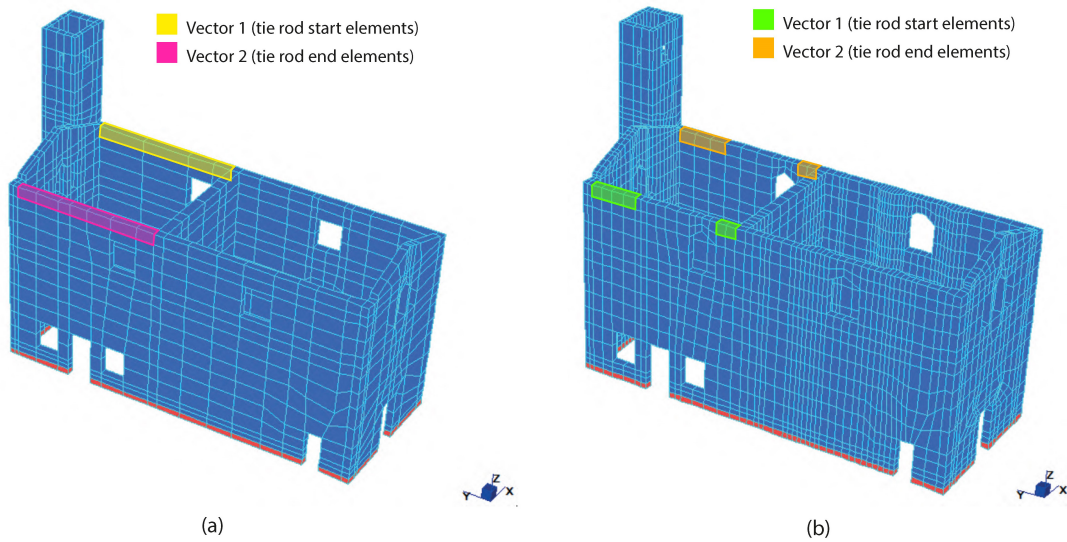 Vector 1 (tie rod start elements)
Vector 2 (tie rod end elements)
Vector 1 (tie rod start elements)
Vector 2 (tie rod end elements)
Z
Y X
Z
Y X
(a)
(b)